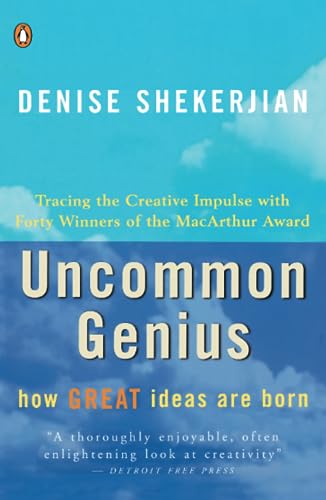 DENISE SHEKERJIAN
Tracing the Creative Impulse with
Forty Winners of the MacArthur Award
Uncommon
Genius
how GREAT ideas are born
"A thoroughly enjoyable, often
enlightening look at creativity"
— DETROIT FREE PRESS